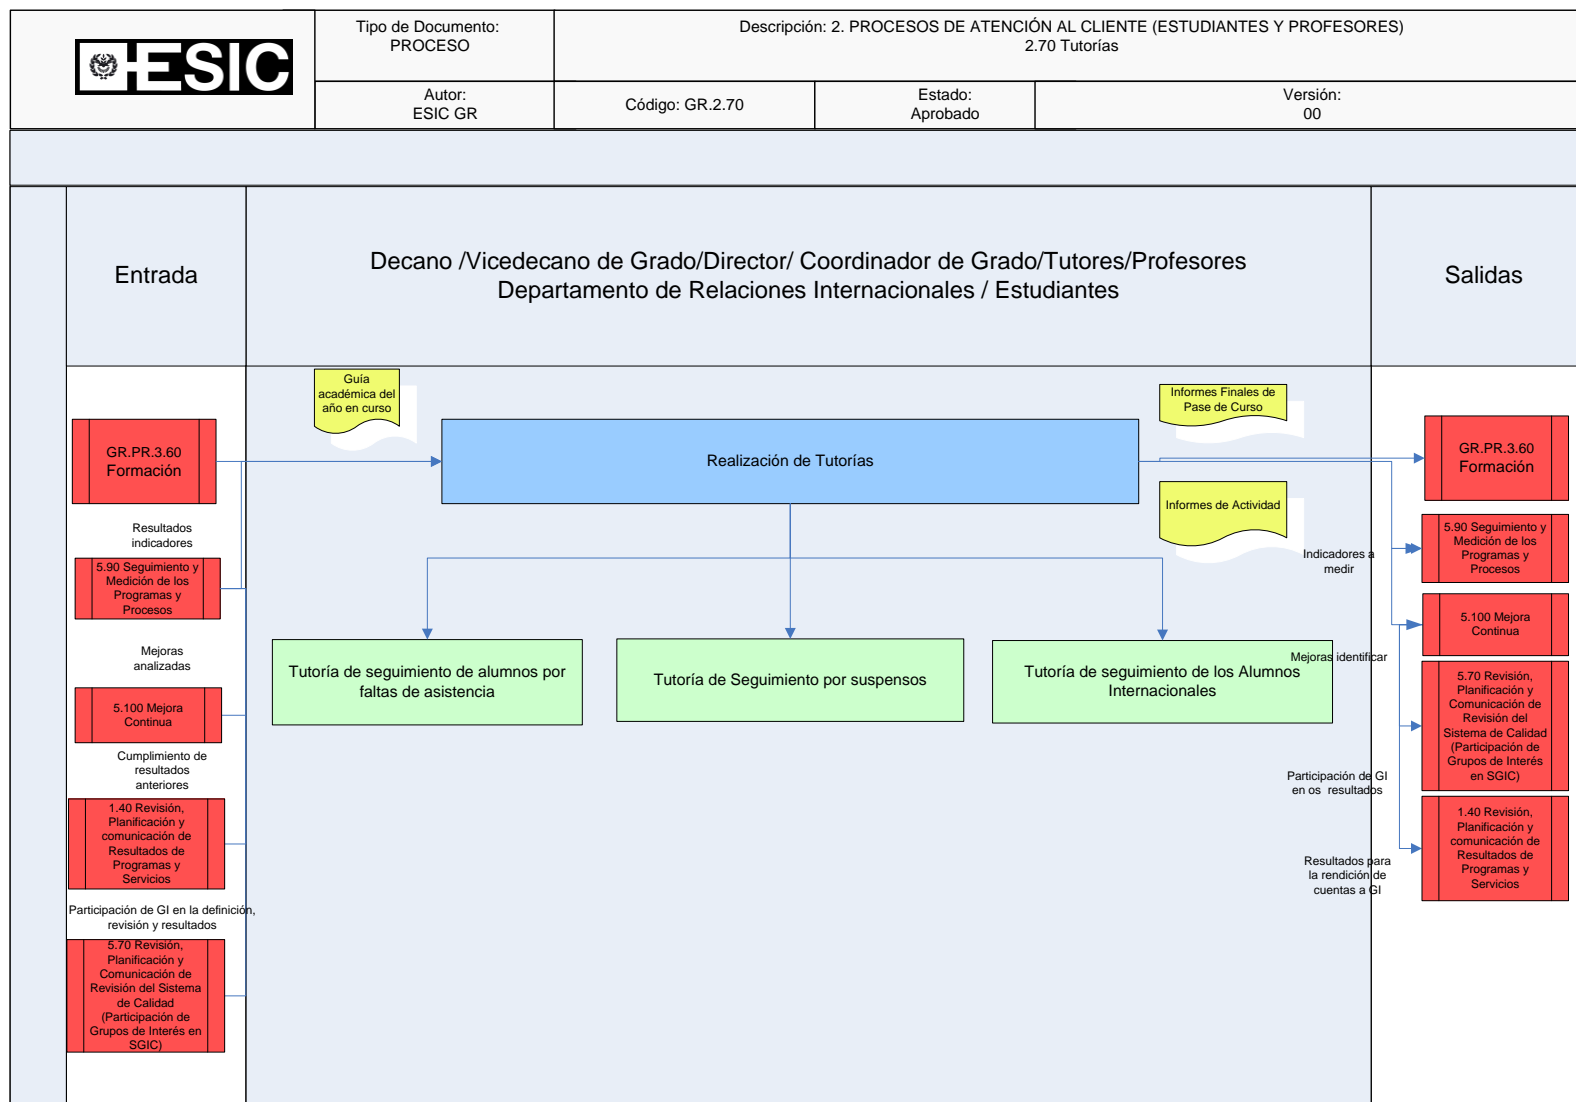 ESIC
Tipo de Documento:
PROCESO
Descripción: 2. PROCESOS DE ATENCIÓN AL CLIENTE (ESTUDIANTES Y PROFESORES)
2.70 Tutorías
Autor:
ESIC GR
Código: GR.2.70
Estado:
Aprobado
Versión:
00
Entrada
Decano /Vicedecano de Grado/Director/ Coordinador de Grado/Tutores/Profesores
Departamento de Relaciones Internacionales / Estudiantes
Salidas
GR.PR.3.60
Formación
Resultados
indicadores
5.90 Seguimiento y
Medición de los
Programas y
Procesos
Mejoras
analizadas
5.100 Mejora
Continua
Cumplimiento de
resultados
anteriores
1.40 Revisión,
Planificación y
comunicación de
Resultados de
Programas y
Servicios
Participación de GI en la definición,
revisión y resultados
5.70 Revisión,
Planificación y
Comunicación de
Revisión del Sistema
de Calidad
(Participación de
Grupos de Interés en
SGIC)
Guía
académica del
año en curso
Realización de Tutorías
Informes Finales de
Pase de Curso
Informes de Actividad
Tutoría de seguimiento de alumnos por
faltas de asistencia
Tutoría de Seguimiento por suspensos
Tutoría de seguimiento de los Alumnos
Internacionales
GR.PR.3.60
Formación
Indicadores a
medir
5.90 Seguimiento y
Medición de los
Programas y
Procesos
5.100 Mejora
Continua
Mejoras identificar
5.70 Revisión,
Planificación y
Comunicación de
Revisión del
Sistema de Calidad
(Participación de
Grupos de Interés
en SGIC)
Participación de GI
en os  resultados
1.40 Revisión,
Planificación y
comunicación de
Resultados de
Programas y
Servicios
Resultados para
la rendición de
cuentas a GI